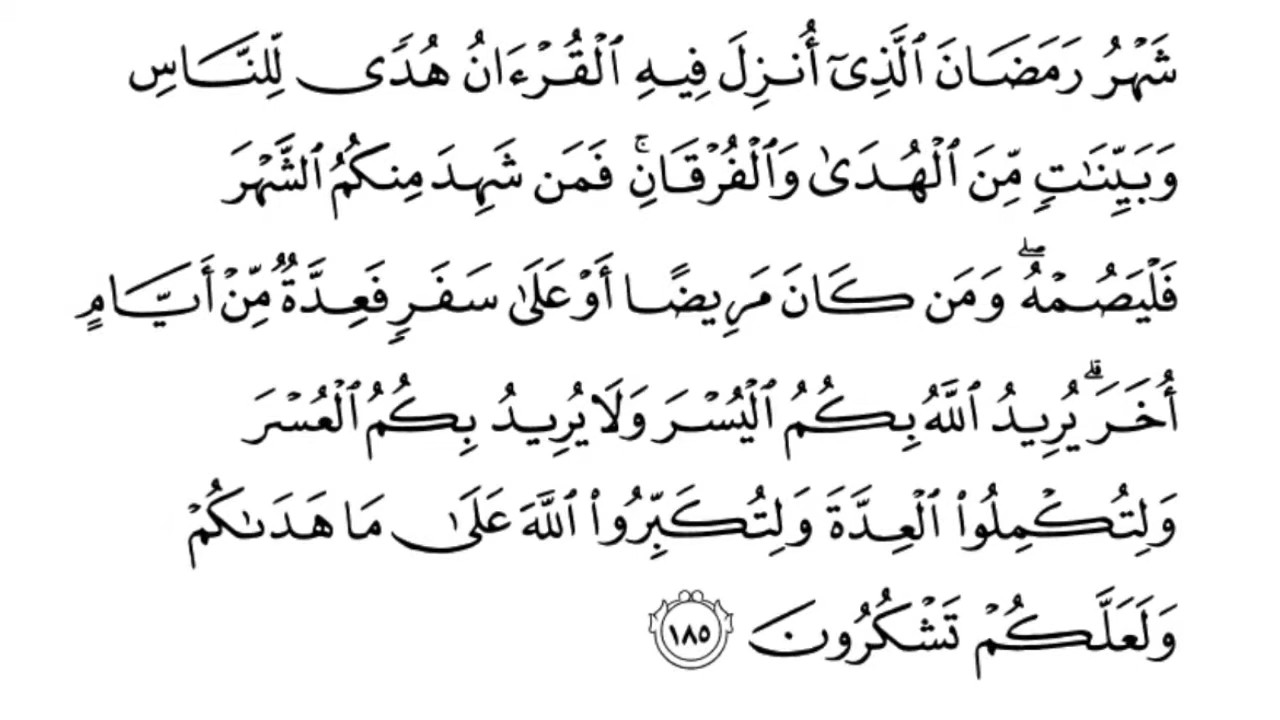 شَهْرُ رَمَضَانَ ٱلَّذِىٓ أُنزِلَ فِيهِ ٱلْقُرْءَانُ هُدًى لِّلنَّاسِ
وَبَيِّنَٰتٍ مِّنَ ٱلْهُدَىٰ وَٱلْفُرْقَانِۚ فَمَن شَهِدَ مِنكُمُ ٱلشَّهْرَ
فَلْيَصُمْهُۖ وَمَن كَانَ مَرِيضًا أَوْ عَلَىٰ سَفَرٍ فَعِدَّةٌ مِّنْ أَيَّامٍ
أُخَرَۗ يُرِيدُ ٱللَّهُ بِكُمُ ٱلْيُسْرَ وَلَا يُرِيدُ بِكُمُ ٱلْعُسْرَ
وَلِتُكْمِلُوا۟ ٱلْعِدَّةَ وَلِتُكَبِّرُوا۟ ٱللَّهَ عَلَىٰ مَا هَدَىٰكُمْ
وَلَعَلَّكُمْ تَشْكُرُونَ ١٨٥